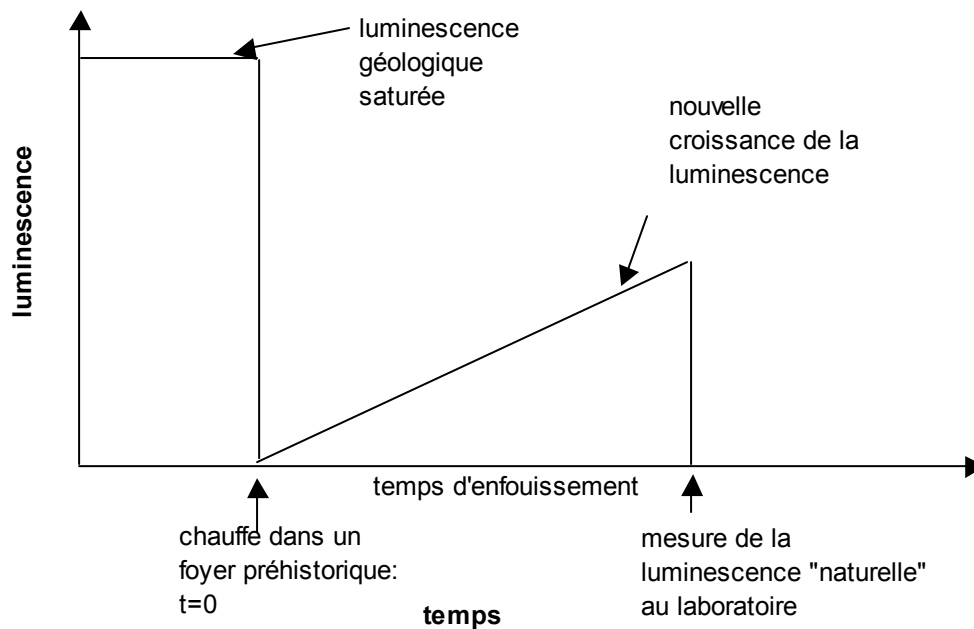 luminescence
géologique
saturée
nouvelle
croissance de la
luminescence
luminescence
temps d'enfouissement
chauffe dans un
foyer préhistorique:
t=0
mesure de la
luminescence "naturelle"
au laboratoire
temps